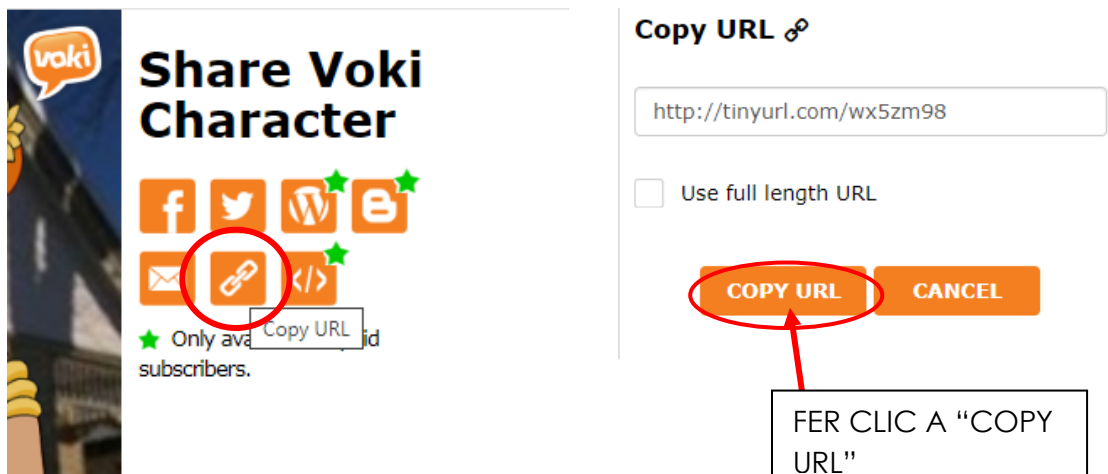 voki
Share Voki
Character
Copy URL
Only ava
id
subscribers.
Copy URL
http://tinyurl.com/wx5zm98
Use full length URL
COPY URL
CANCEL
FER CLIC A “COPY
URL”